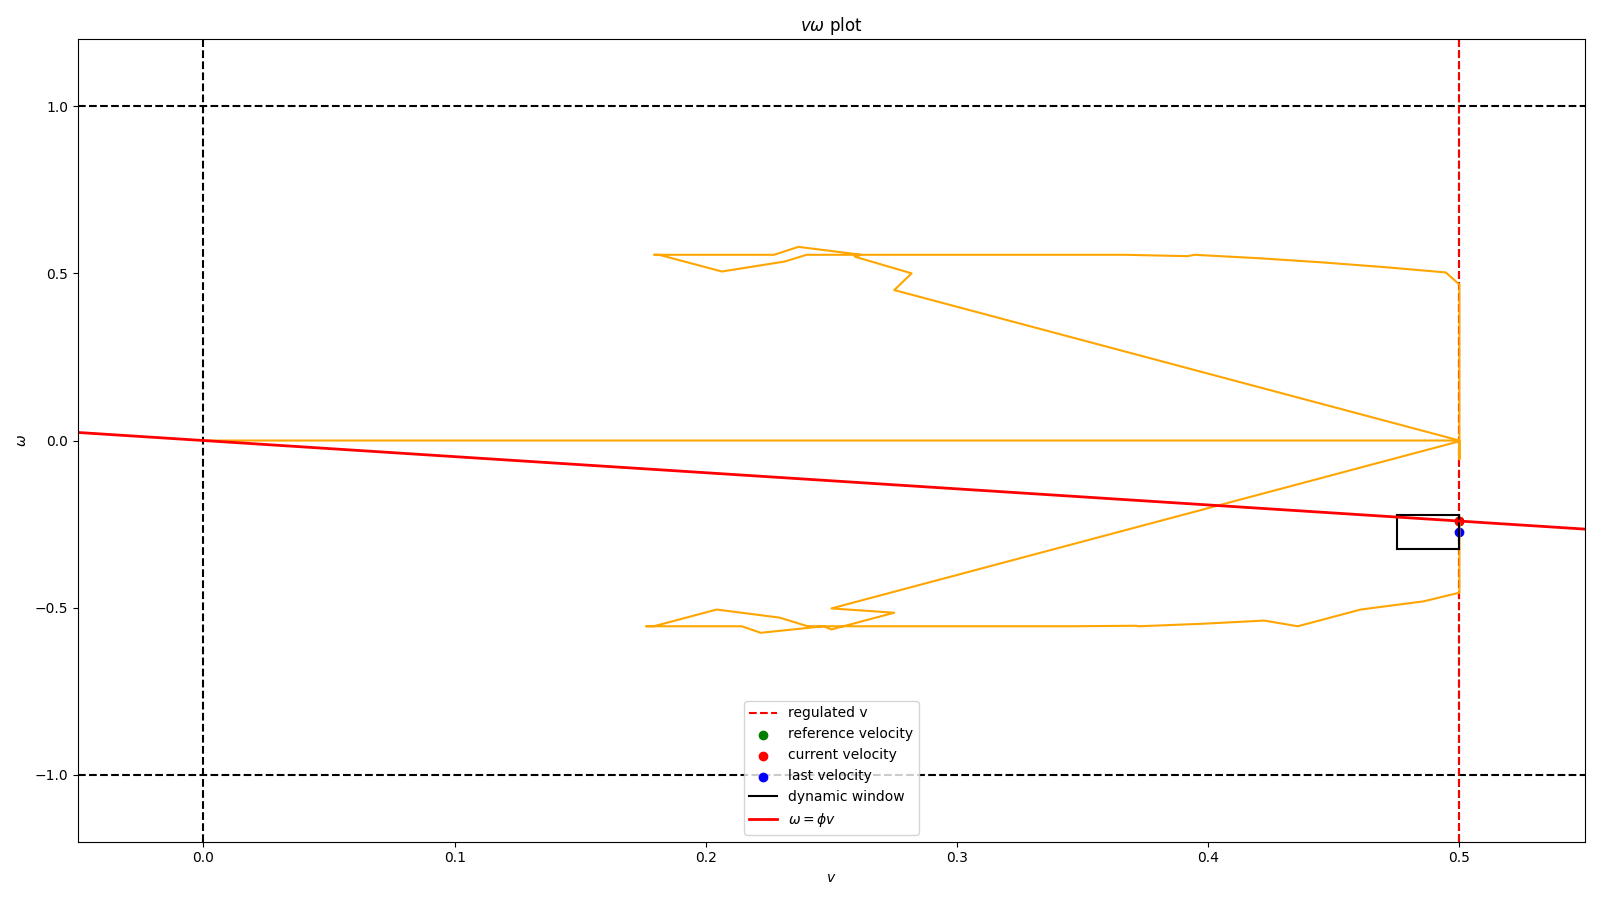 vω plot
1.0
0.5
0.0
−0.5
−1.0
ω
regulated v
reference velocity
current velocity
last velocity
dynamic window
ω = ϕv
0.0 0.1 0.2 0.3 0.4 0.5
v